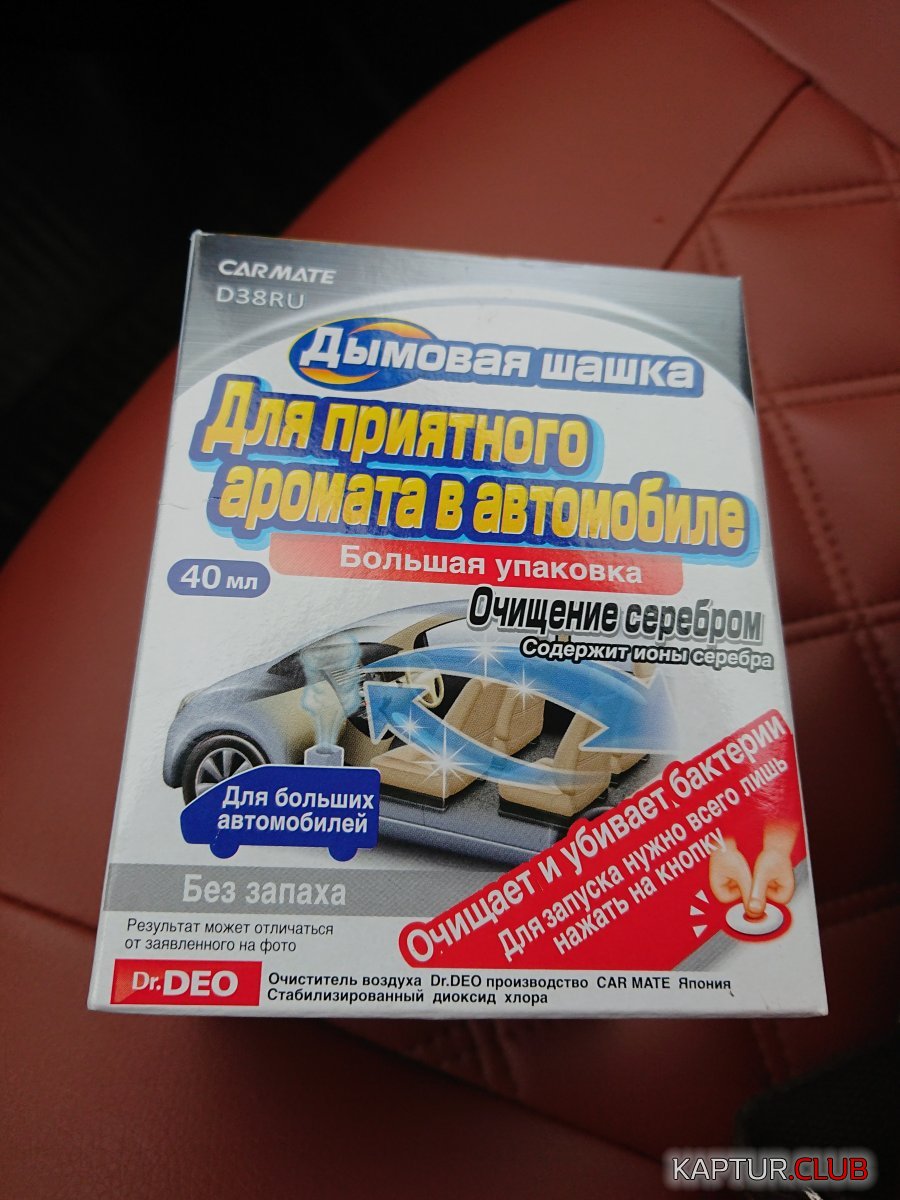 CARMATE
D38RU
Дымовая шашка
Для приятного
аромата в автомобиле
Большая упаковка
40 мл
Очищение серебром
Содержит ионы серебра
Для больших
автомобилей
Очищает и убивает бактерии
Для запуска нужно всего лишь
нажать на кнопку
Без запаха
Результат может отличаться
от заявленного на фото
Dr.DEO
Очиститель воздуха Dr.DEO производство CAR MATE Япония
Стабилизированный диоксид хлора
KAPTUR.CLUB